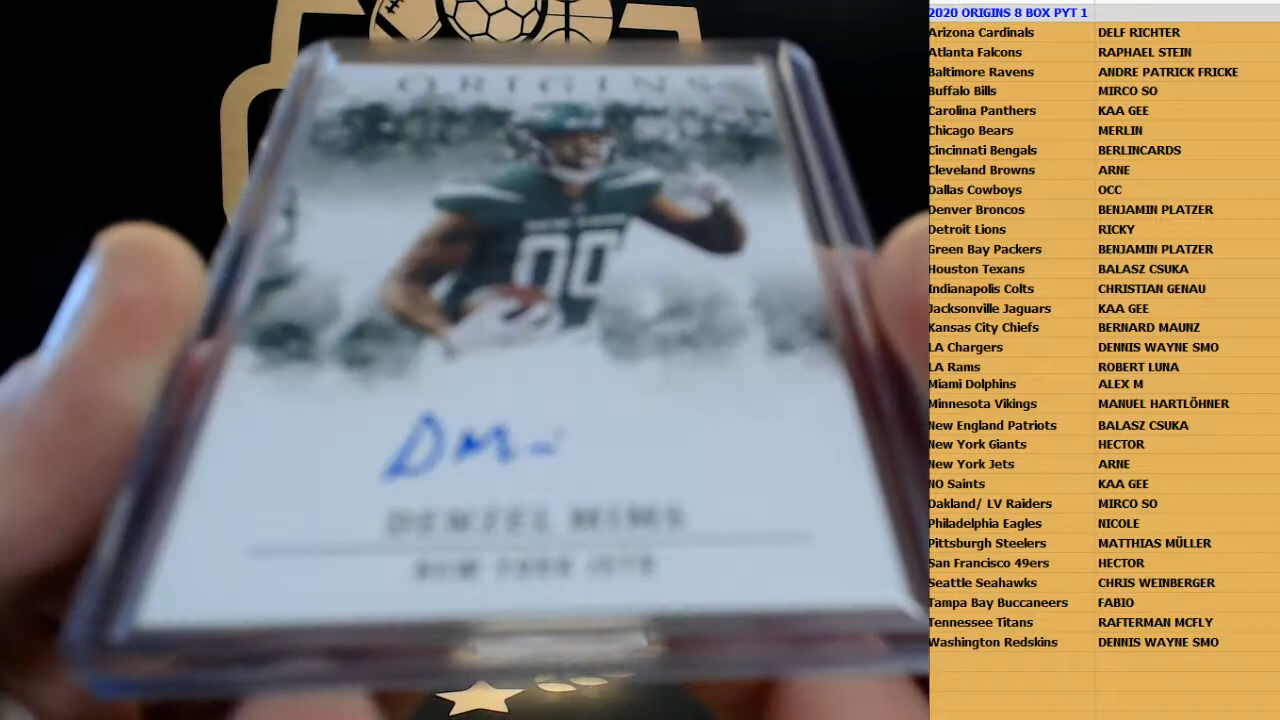 ORIGINS
00
DENZEL MIMS
NEW YORK JETS
2020 ORIGINS 8 BOX PYT 1
Arizona Cardinals DELF RICHTER
Atlanta Falcons RAPHAEL STEIN
Baltimore Ravens ANDRE PATRICK FRICKE
Buffalo Bills MIRCO SO
Carolina Panthers KAA GEE
Chicago Bears MERLIN
Cincinnati Bengals BERLINCARDS
Cleveland Browns ARNE
Dallas Cowboys OCC
Denver Broncos BENJAMIN PLATZER
Detroit Lions RICKY
Green Bay Packers BENJAMIN PLATZER
Houston Texans BALASZ CSUKA
Indianapolis Colts CHRISTIAN GENAU
Jacksonville Jaguars KAA GEE
Kansas City Chiefs BERNARD MAUNZ
LA Chargers DENNIS WAYNE SMO
LA Rams ROBERT LUNA
Miami Dolphins ALEX M
Minnesota Vikings MANUEL HARTLÖHNER
New England Patriots BALASZ CSUKA
New York Giants HECTOR
New York Jets ARNE
NO Saints KAA GEE
Oakland/ LV Raiders MIRCO SO
Philadelphia Eagles NICOLE
Pittsburgh Steelers MATTHIAS MÜLLER
San Francisco 49ers HECTOR
Seattle Seahawks CHRIS WEINBERGER
Tampa Bay Buccaneers FABIO
Tennessee Titans RAFTERMAN MCFLY
Washington Redskins DENNIS WAYNE SMO